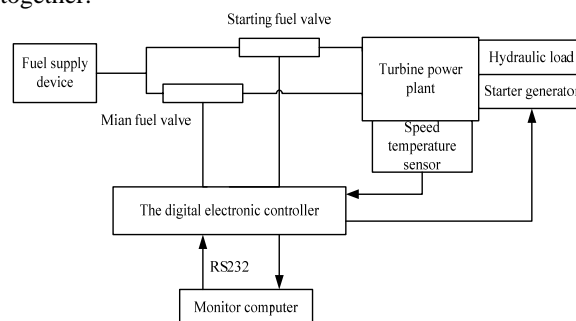 together.
Starting fuel valve
Fuel supply
device
Turbine power
plant
Hydraulic load
Starter generator
Mian fuel valve
Speed
temperature
sensor
The digital electronic controller
RS232
Monitor computer